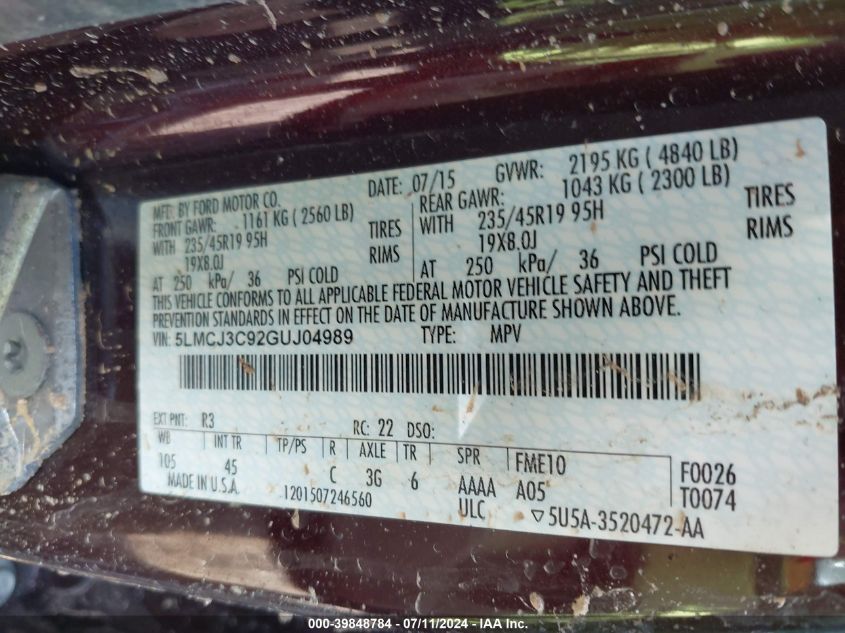 MFD. BY FORD MOTOR CO. DATE: 07/15 GVWR: 2195 KG ( 4840 LB)
FRONT GAWR: 1161 KG ( 2560 LB) REAR GAWR: 1043 KG ( 2300 LB)
WITH 235/45R19 95H TIRES WITH 235/45R19 95H TIRES
19X8.0J RIMS 19X8.0J RIMS
AT 250 kPa/ 36 PSI COLD AT 250 kPa/ 36 PSI COLD
THIS VEHICLE CONFORMS TO ALL APPLICABLE FEDERAL MOTOR VEHICLE SAFETY AND THEFT
PREVENTION STANDARDS IN EFFECT ON THE DATE OF MANUFACTURE SHOWN ABOVE.
VIN: 5LMCJ3C92GUJ04989 TYPE: MPV
EXT PNT: R3 RC: 22 DSO:
WB INT TR TP/PS R AXLE TR SPR FME10 F0026
105 45 C 3G 6 AAAA A05 T0074
MADE IN U.S.A. 1201507246560 ULC ▽5U5A-3520472-AA
000-39848784 - 07/11/2024 - IAA Inc.